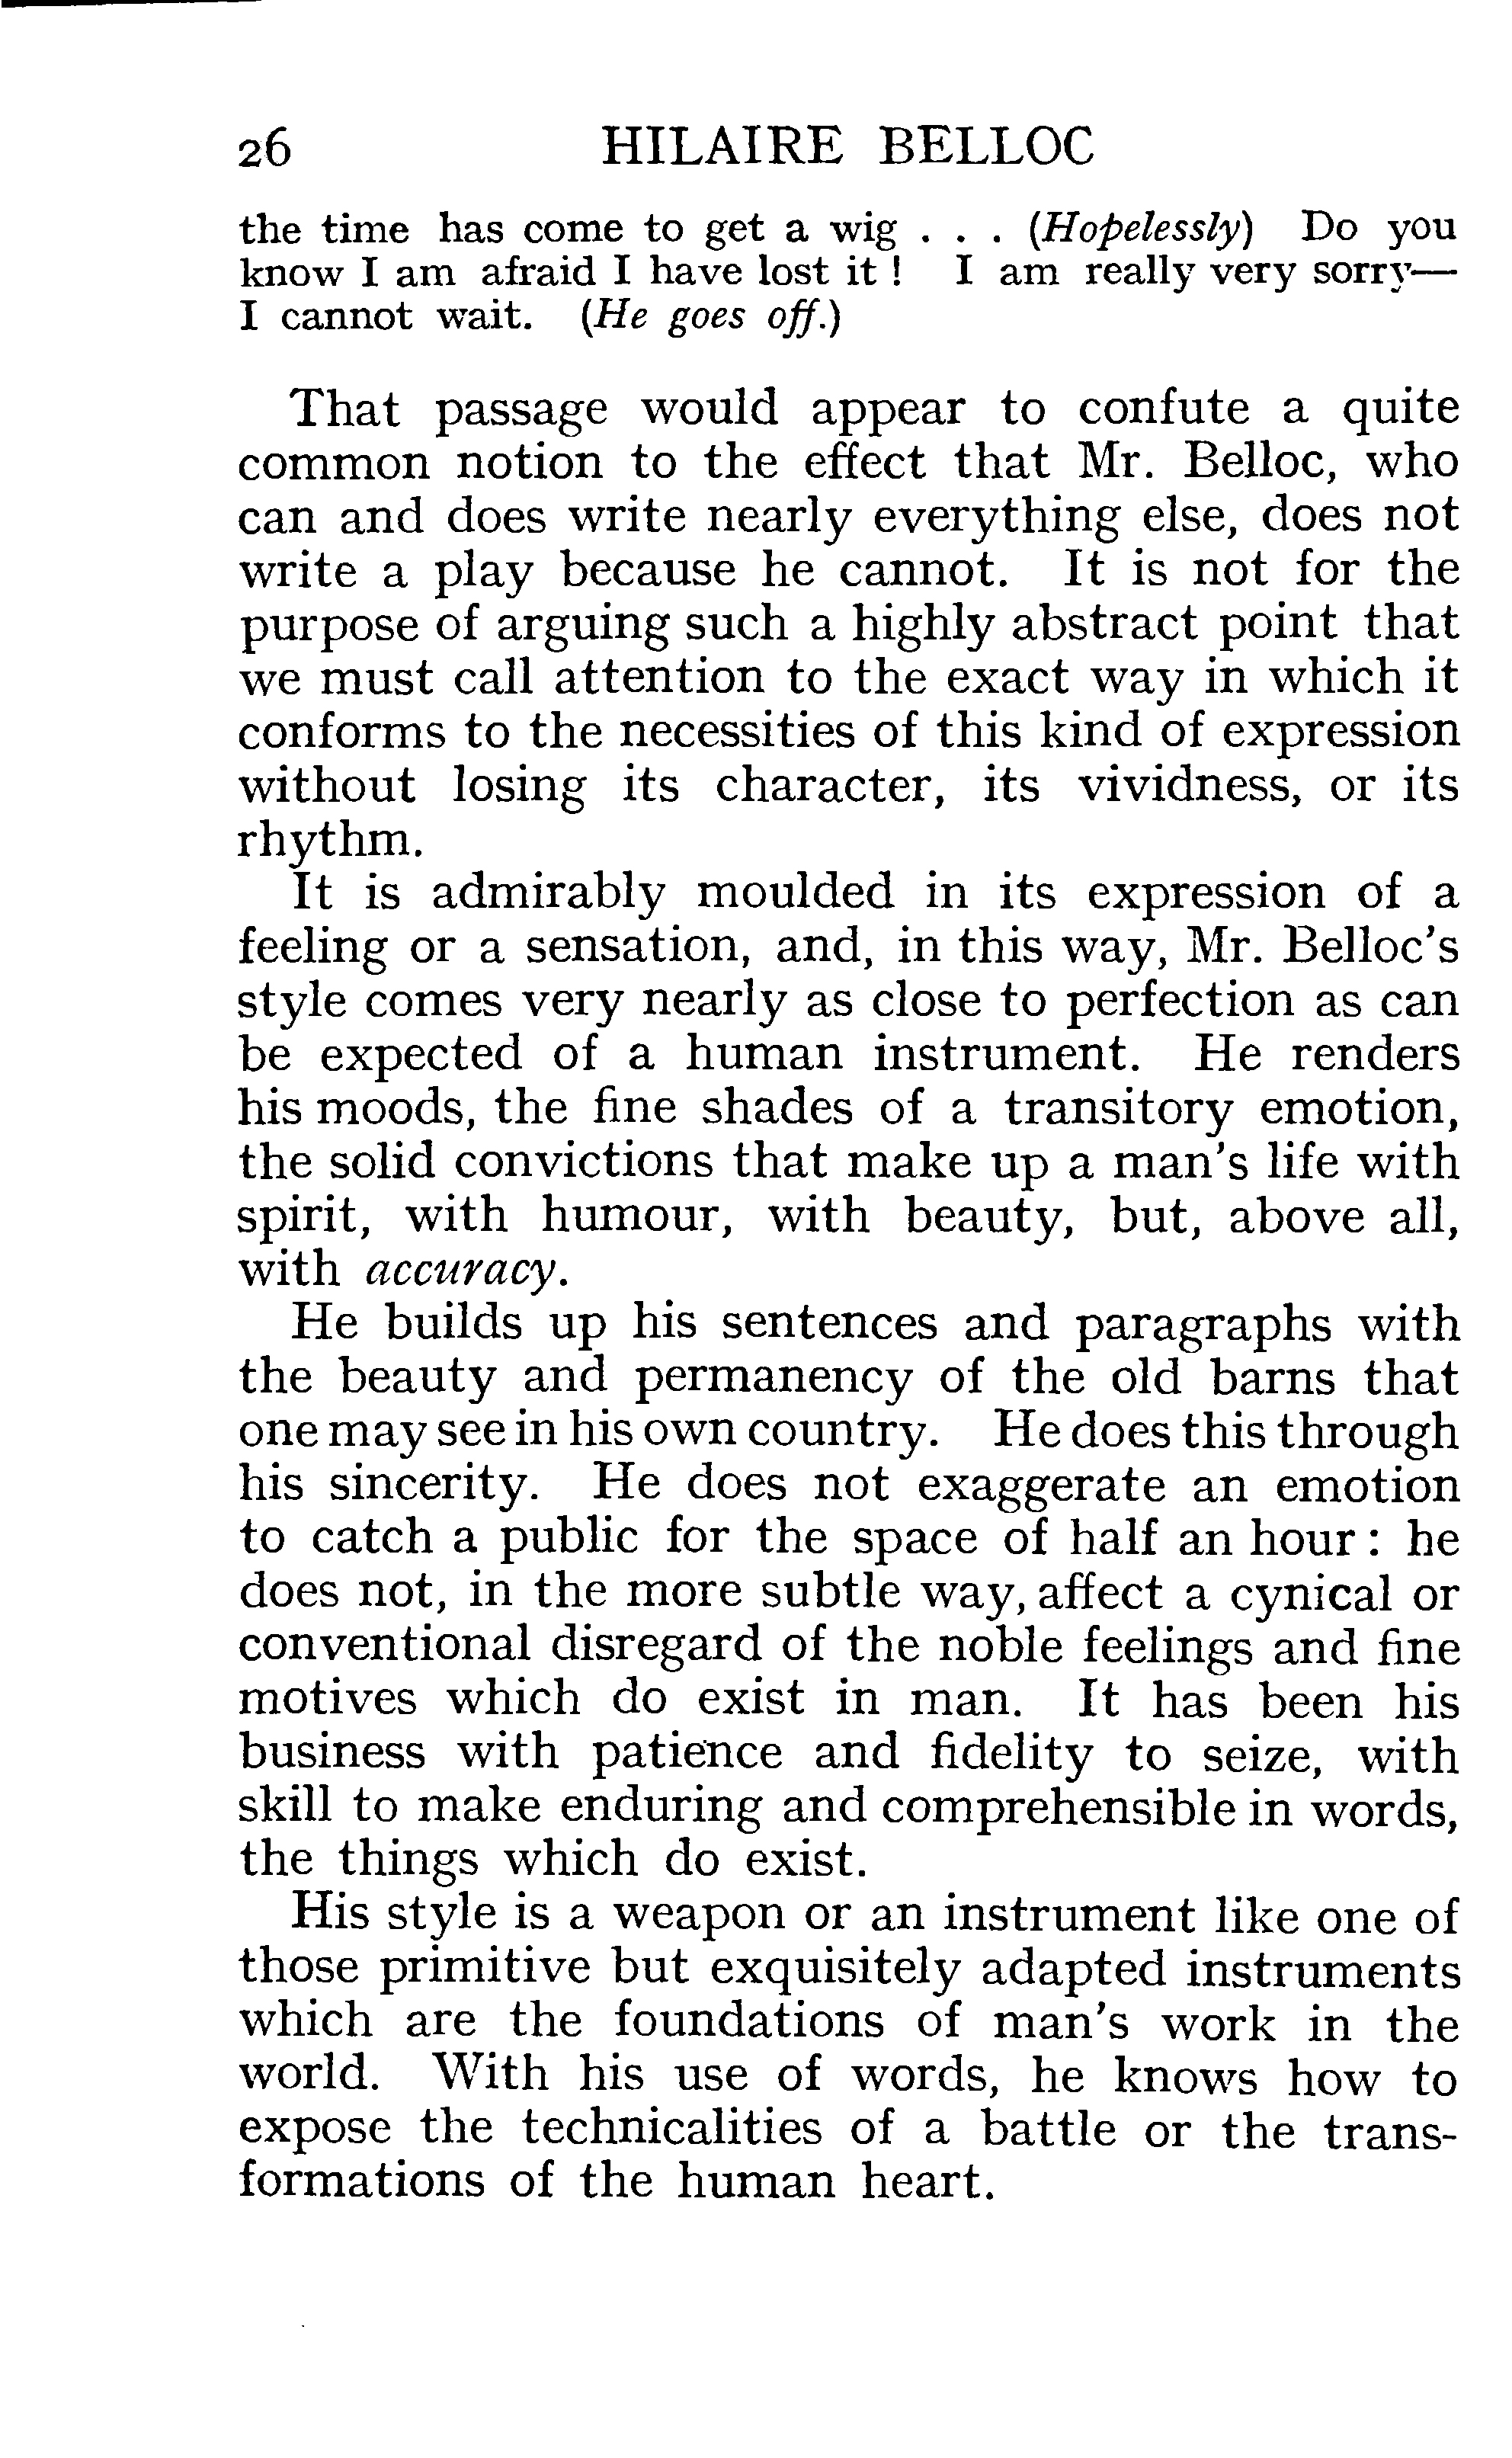 26 HILAIRE BELLOC
the time has come to get a wig . . . (Hopelessly) Do you
know I am afraid I have lost it ! I am really very sorry—
I cannot wait. (He goes off.)
That passage would appear to confute a quite
common notion to the effect that Mr. Belloc, who
can and does write nearly everything else, does not
write a play because he cannot. It is not for the
purpose of arguing such a highly abstract point that
we must call attention to the exact way in which it
conforms to the necessities of this kind of expression
without losing its character, its vividness, or its
rhythm.
It is admirably moulded in its expression of a
feeling or a sensation, and, in this way, Mr. Belloc's
style comes very nearly as close to perfection as can
be expected of a human instrument. He renders
his moods, the fine shades of a transitory emotion,
the solid convictions that make up a man's life with
spirit, with humour, with beauty, but, above all,
with accuracy.
He builds up his sentences and paragraphs with
the beauty and permanency of the old barns that
one may see in his own country. He does this through
his sincerity. He does not exaggerate an emotion
to catch a public for the space of half an hour : he
does not, in the more subtle way, affect a cynical or
conventional disregard of the noble feelings and fine
motives which do exist in man. It has been his
business with patience and fidelity to seize, with
skill to make enduring and comprehensible in words,
the things which do exist.
His style is a weapon or an instrument like one of
those primitive but exquisitely adapted instruments
which are the foundations of man's work in the
world. With his use of words, he knows how to
expose the technicalities of a battle or the trans-
formations of the human heart.